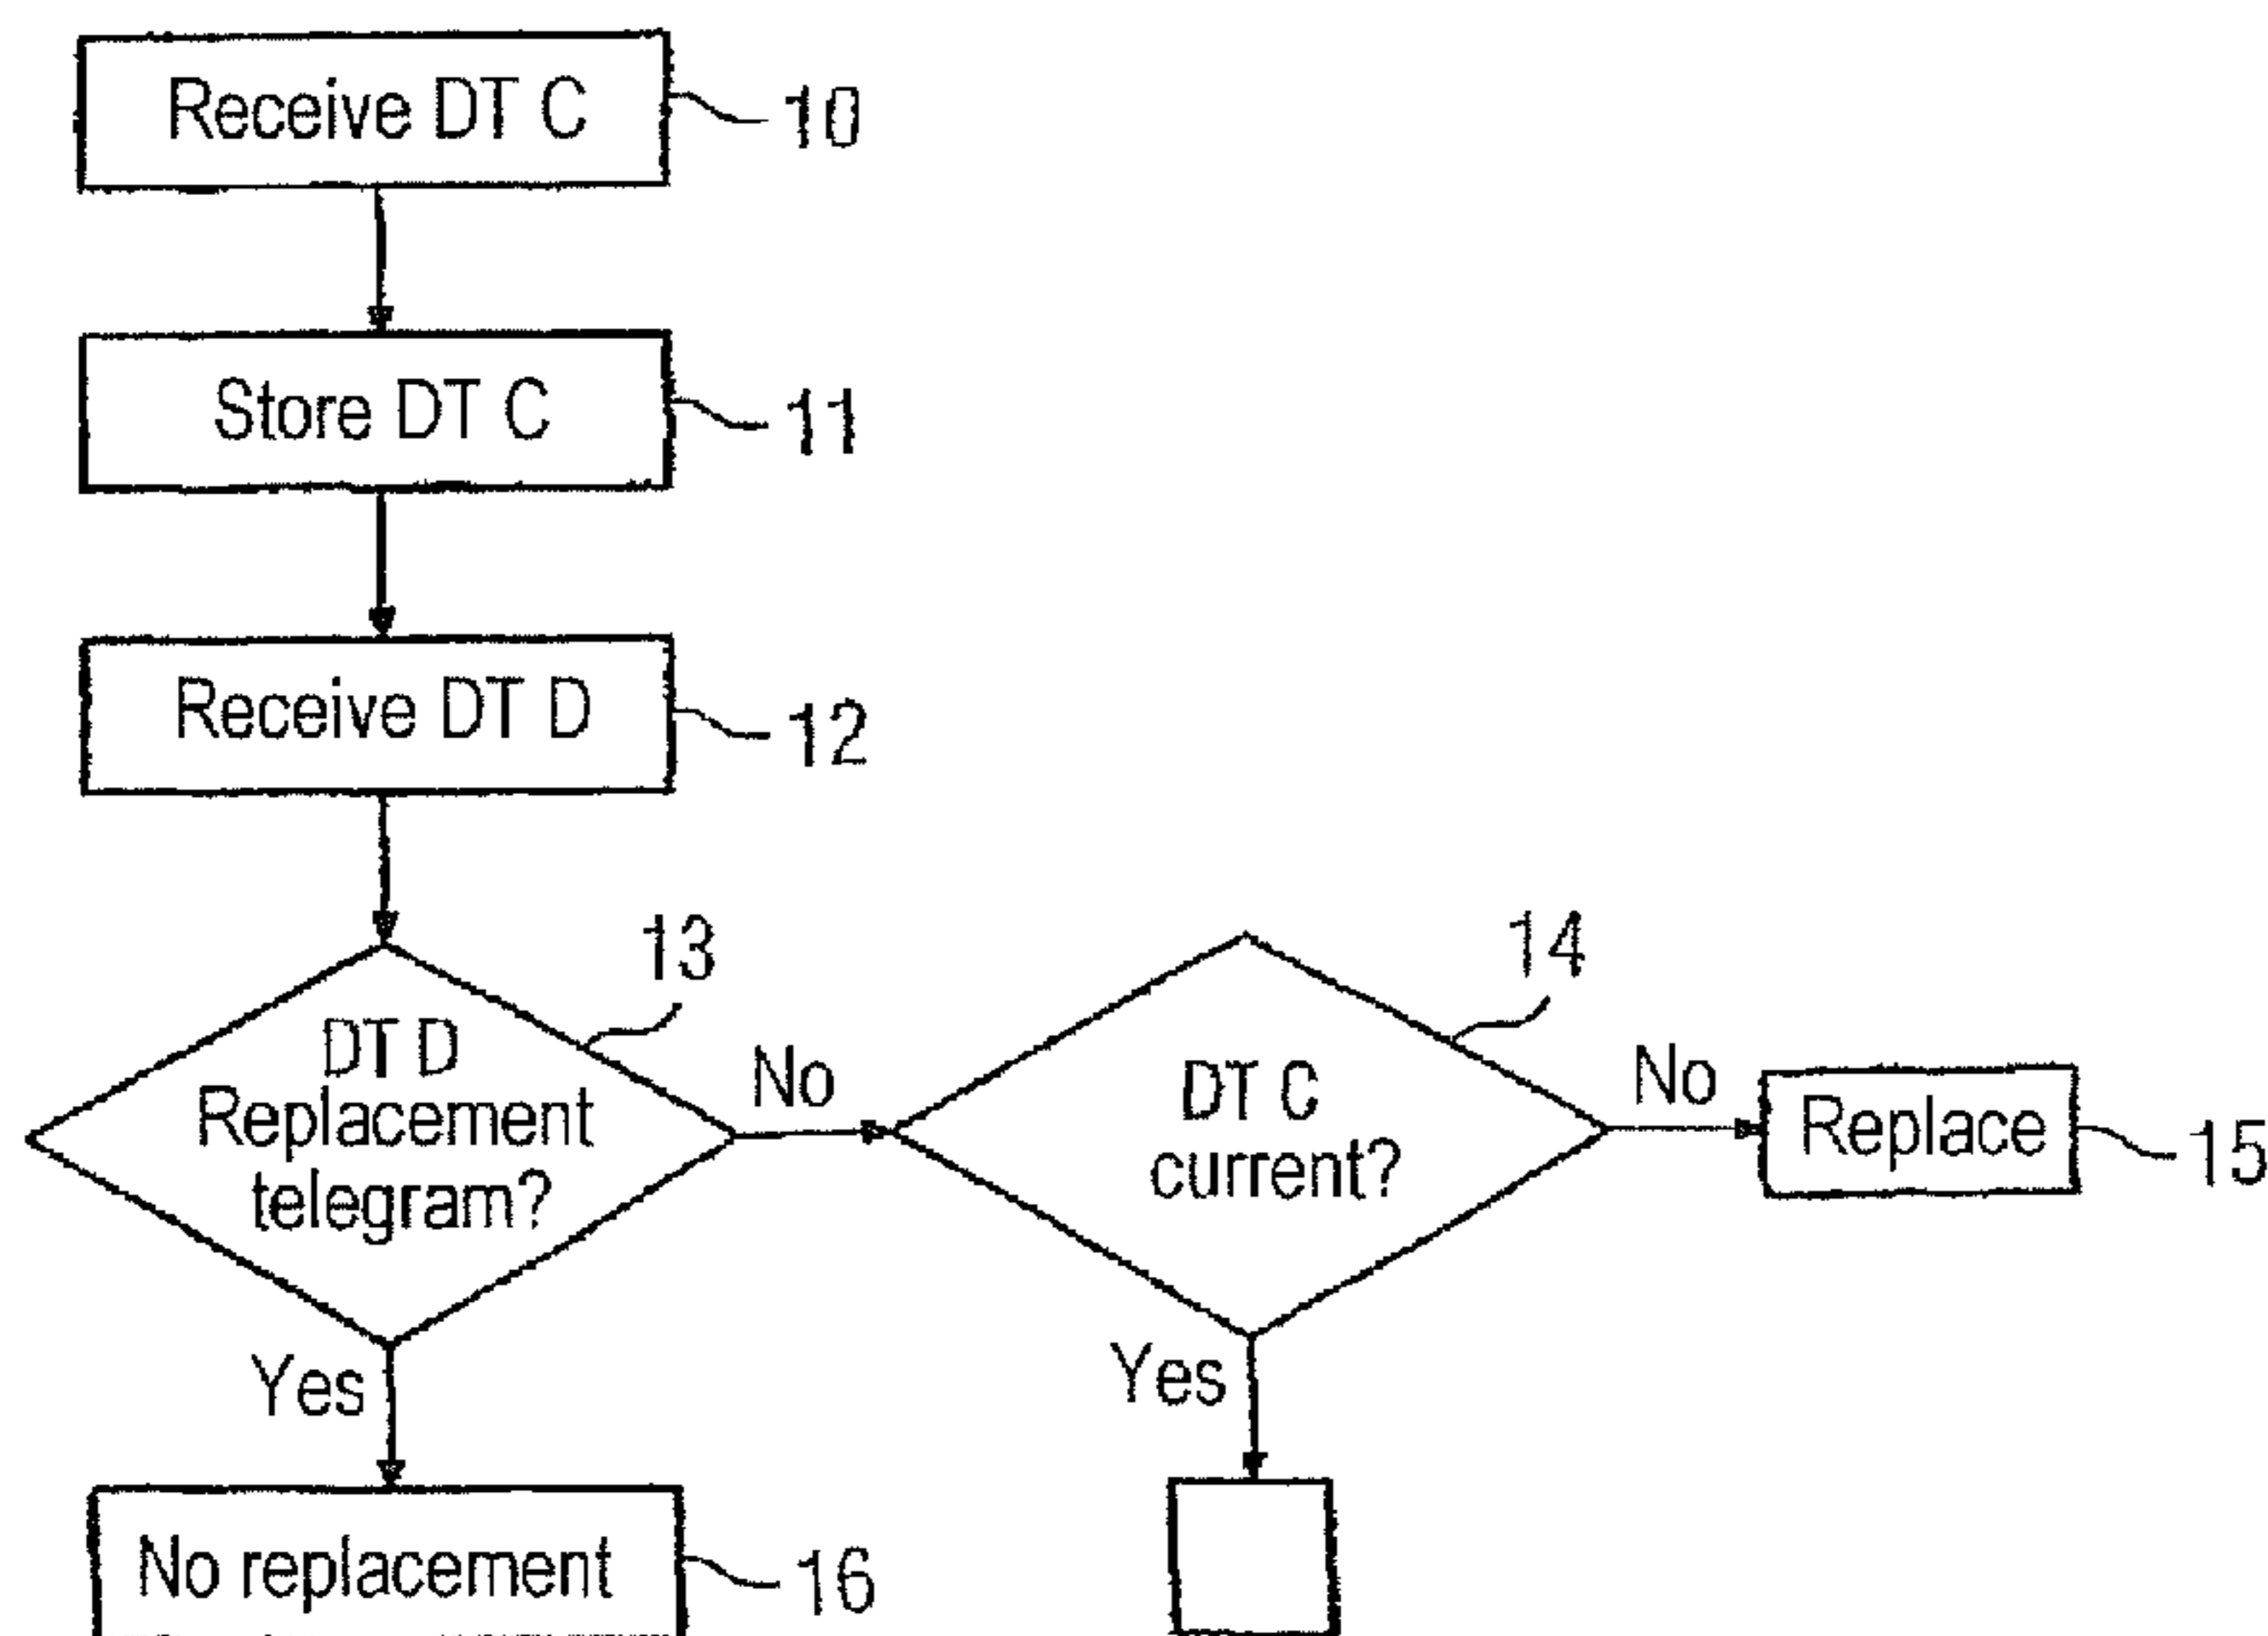 Receive DT C
10
Store DT C
11
Receive DT D
12
13
DT D
Replacement
telegram?
No
14
DT C
current?
No
Replace
15
Yes
Yes
No replacement
16